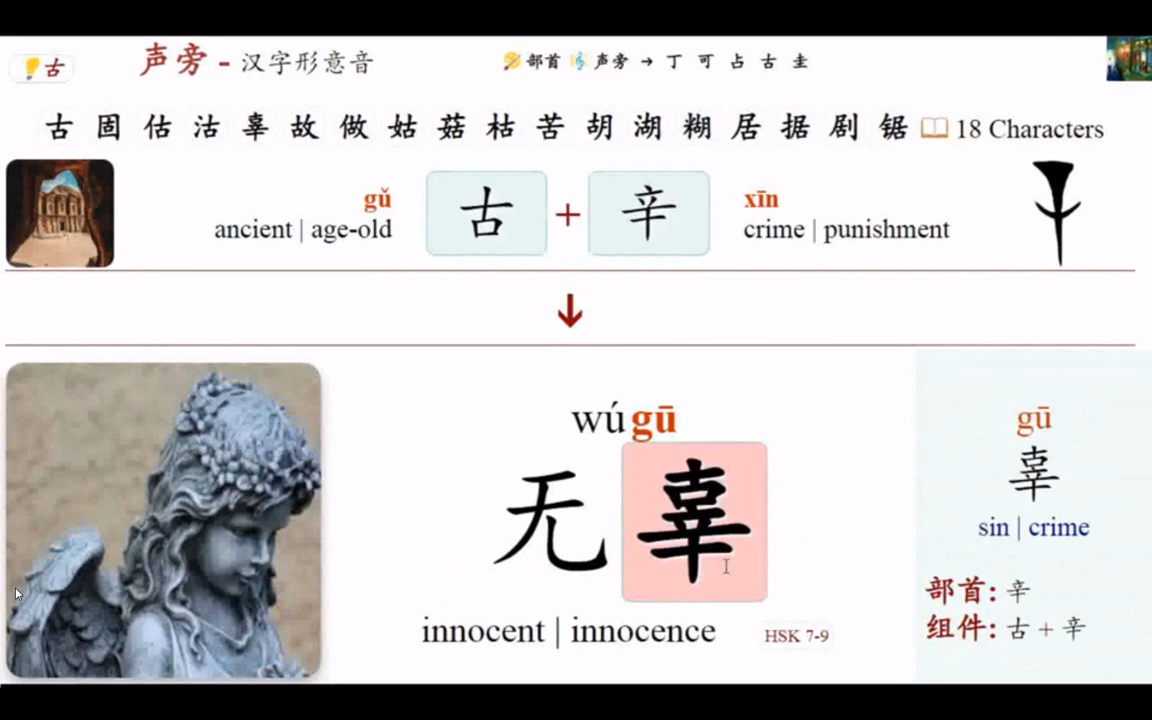 古 声旁 - 汉字形意音 部首 声旁 → 丁 可 占 古 圭
古 固 估 沽 辜 故 做 姑 菇 枯 苦 胡 湖 糊 居 据 剧 锯 18 Characters
gǔ
ancient | age-old
古 + 辛
xīn
crime | punishment
↓
wúgū
无辜
innocent | innocence
HSK 7-9
gū
辜
sin | crime
部首: 辛
组件: 古 + 辛